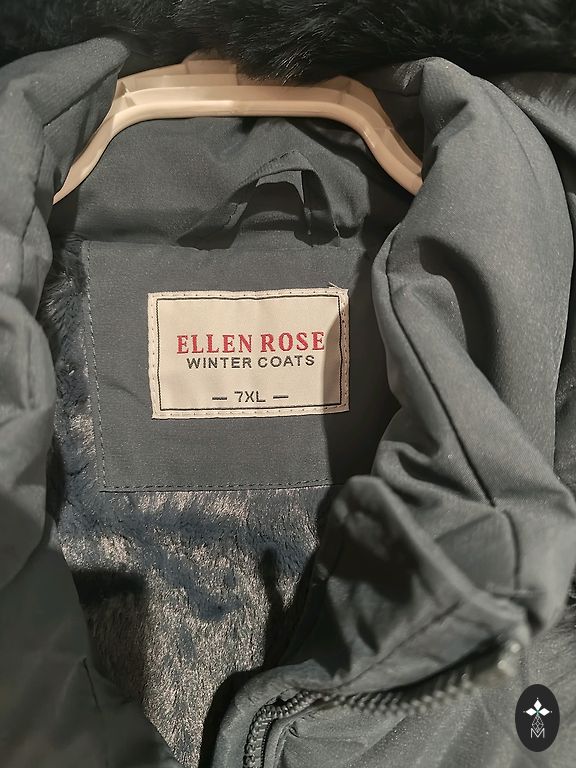 ELLEN ROSE
WINTER COATS
— 7XL —
M